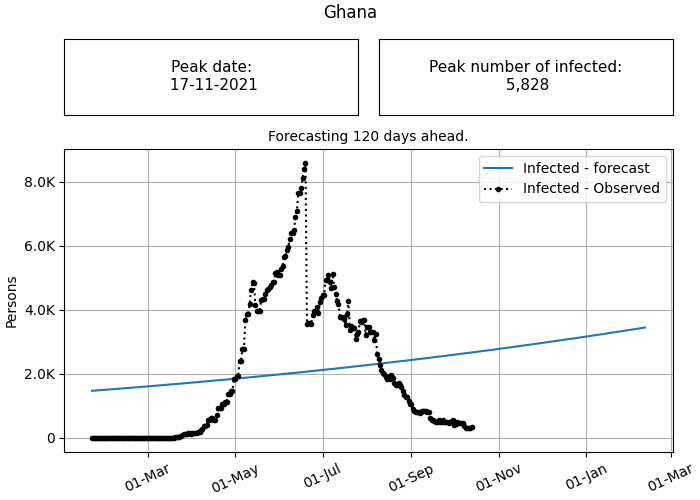 Ghana
Peak date:
17-11-2021
Peak number of infected:
5,828
Forecasting 120 days ahead.
Infected - forecast
Infected - Observed
Persons
8.0K
6.0K
4.0K
2.0K
0
01-Mar
01-May
01-Jul
01-Sep
01-Nov
01-Jan
01-Mar